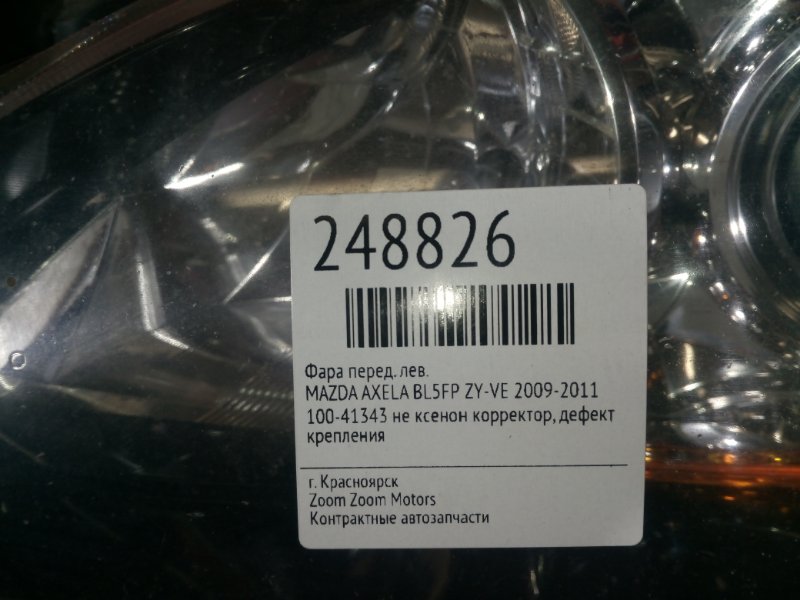 248826
Фара перед. лев.
MAZDA AXELA BL5FP ZY-VE 2009-2011
100-41343 не ксенон корректор, дефект
крепления
г. Красноярск
Zoom Zoom Motors
Контрактные автозапчасти